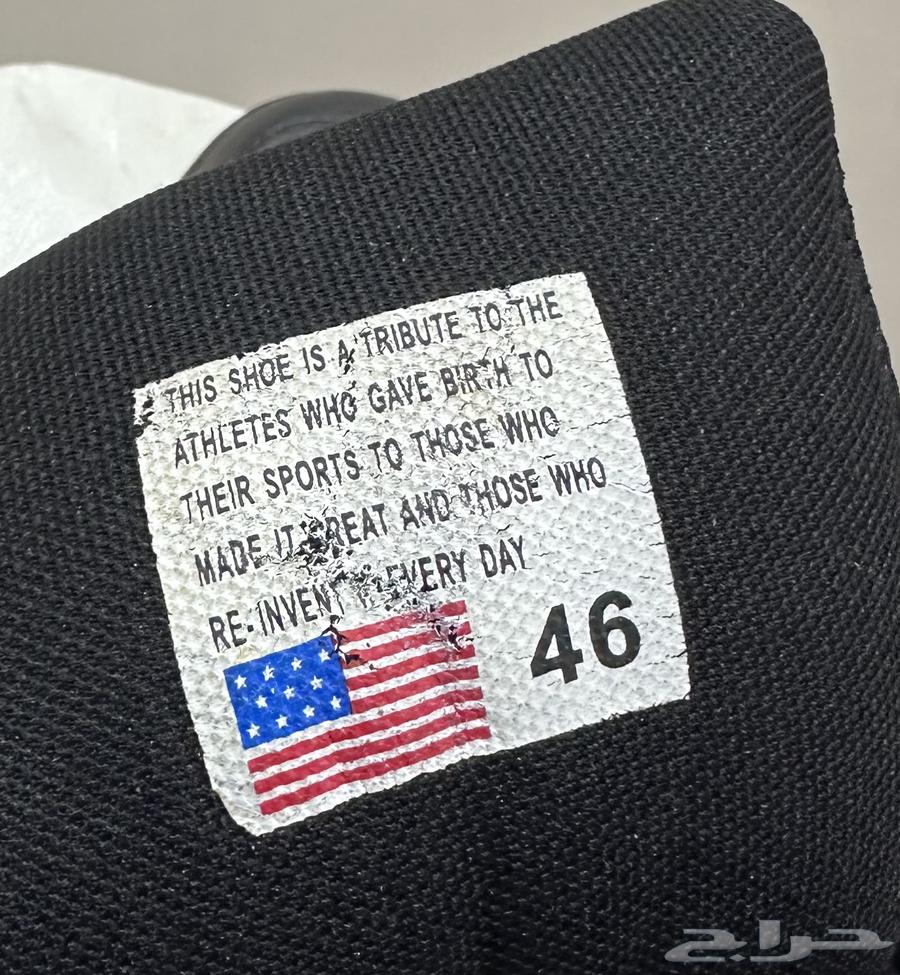 THIS SHOE IS A TRIBUTE TO THE
ATHLETES WHO GAVE BIRTH TO
THEIR SPORTS TO THOSE WHO
MADE IT GREAT AND THOSE WHO
RE-INVENT EVERY DAY
46
حراج